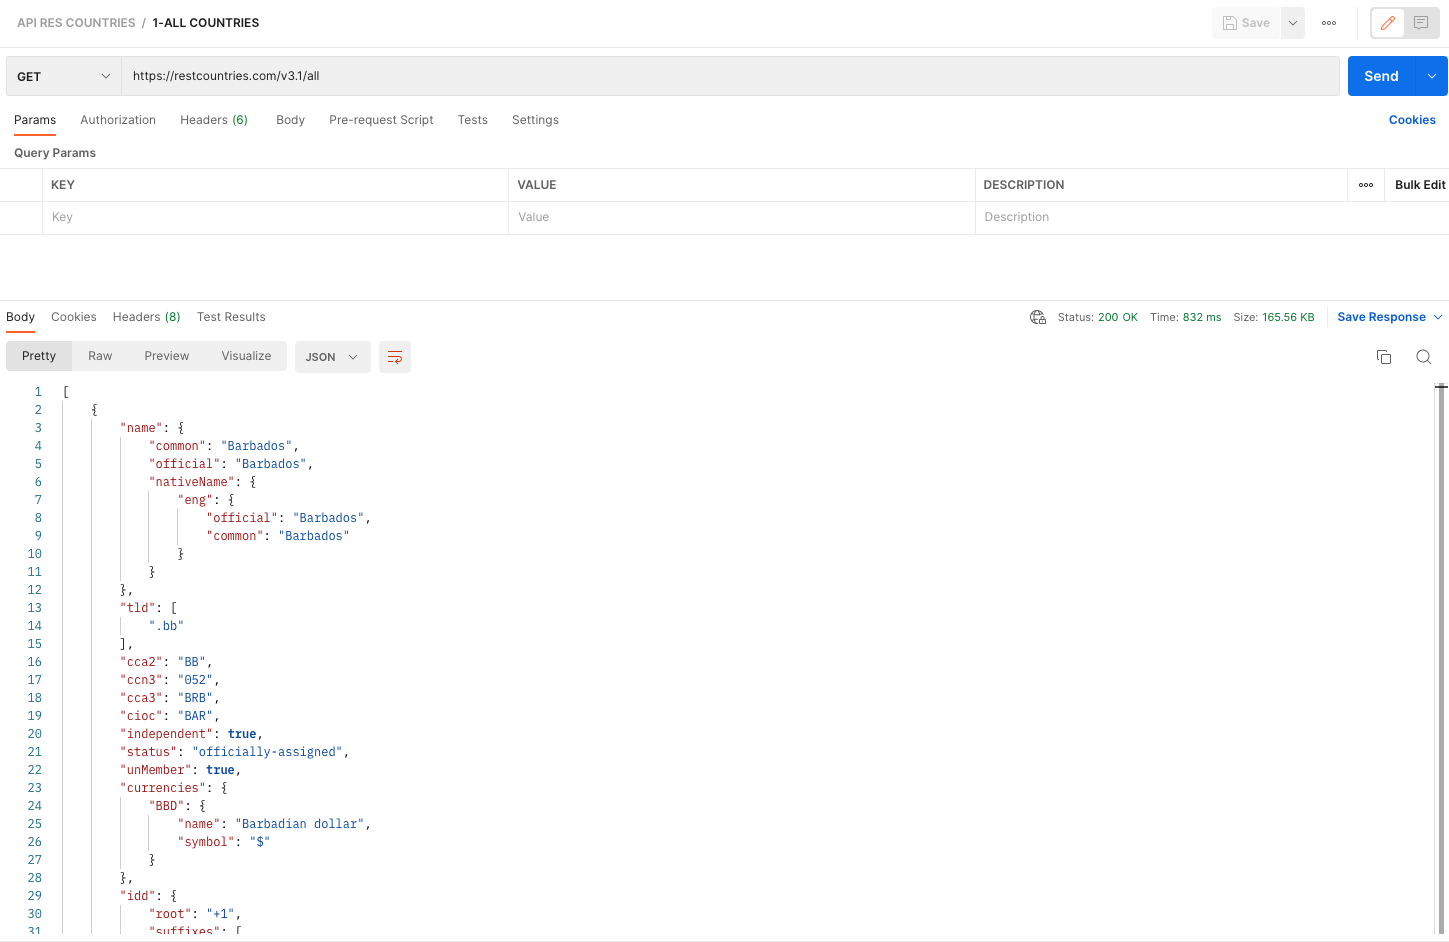 API RES COUNTRIES / 1-ALL COUNTRIES
Save
GET https://restcountries.com/v3.1/all Send
Params Authorization Headers (6) Body Pre-request Script Tests Settings Cookies
Query Params
KEY VALUE DESCRIPTION Bulk Edit
Key Value Description
Body Cookies Headers (8) Test Results Status: 200 OK Time: 832 ms Size: 165.56 KB Save Response
Pretty Raw Preview Visualize JSON
1 [
2 {
3 "name": {
4 "common": "Barbados",
5 "official": "Barbados",
6 "nativeName": {
7 "eng": {
8 "official": "Barbados",
9 "common": "Barbados"
10 }
11 }
12 },
13 "tld": [
14 ".bb"
15 ],
16 "cca2": "BB",
17 "ccn3": "052",
18 "cca3": "BRB",
19 "cioc": "BAR",
20 "independent": true,
21 "status": "officially-assigned",
22 "unMember": true,
23 "currencies": {
24 "BBD": {
25 "name": "Barbadian dollar",
26 "symbol": "$"
27 }
28 },
29 "idd": {
30 "root": "+1",
31 "suffixes": [